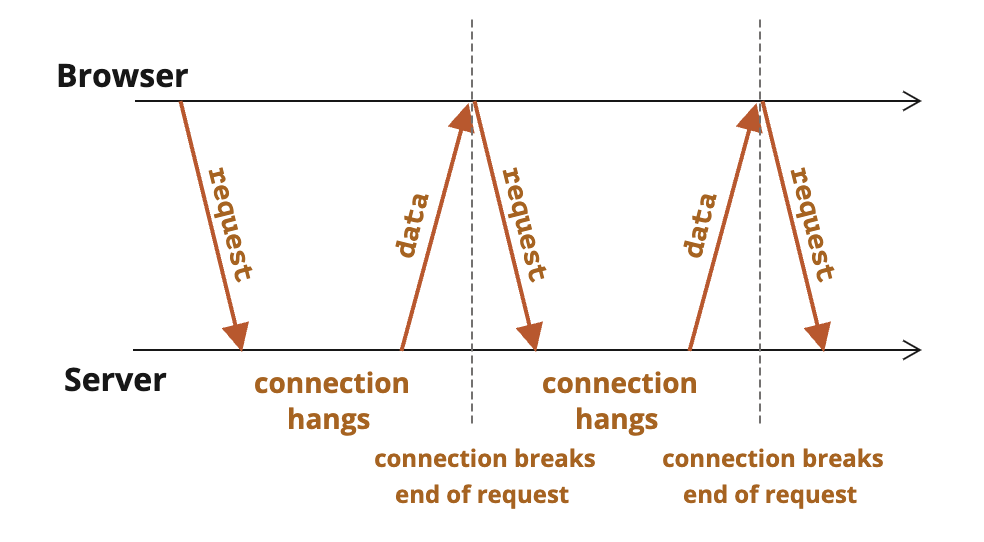 Browser
request
data
request
data
request
Server
connection
hangs
connection
hangs
connection breaks
end of request
connection breaks
end of request